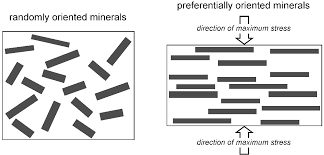 randomly oriented minerals
preferentially oriented minerals
direction of maximum stress
direction of maximum stress